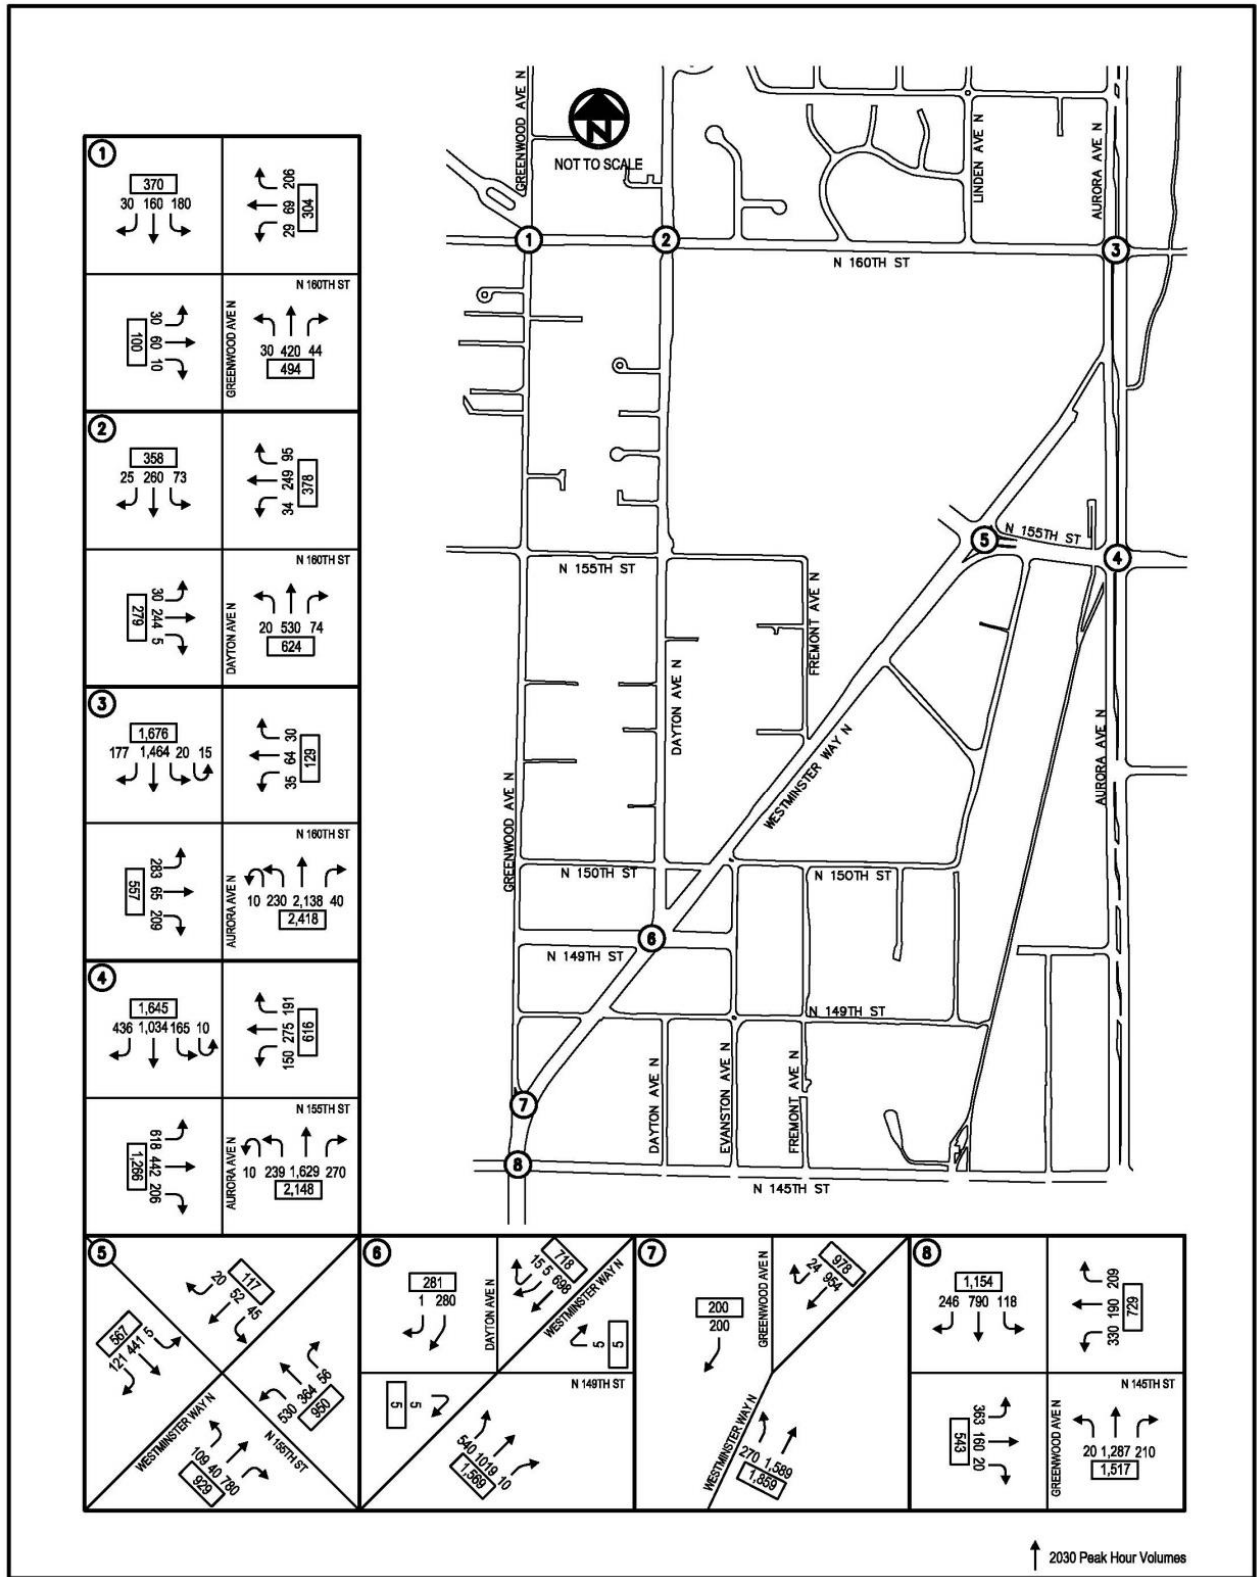 GREENWOOD AVE N
NOT TO SCALE
LINDEN AVE N
AURORA AVE N
1
2
3
N 160TH ST
5
N 155TH ST
4
N 155TH ST
FREMONT AVE N
DAYTON AVE N
WESTMINSTER WAY N
AURORA AVE N
GREENWOOD AVE N
N 150TH ST
N 150TH ST
6
N 149TH ST
N 149TH ST
7
DAYTON AVE N
EVANSTON AVE N
FREMONT AVE N
8
N 145TH ST
1
370
30 160 180
206
69
29
304
N 160TH ST
GREENWOOD AVE N
30
60
10
100
30 420 44
494
2
358
25 260 73
95
249
34
378
N 160TH ST
DAYTON AVE N
30
244
5
279
20 530 74
624
3
1,676
177 1,464 20 15
30
64
35
129
N 160TH ST
AURORA AVE N
283
65
209
557
10 230 2,138 40
2,418
4
1,645
436 1,034 165 10
191
275
150
616
N 155TH ST
AURORA AVE N
618
442
206
1,266
10 239 1,629 270
2,148
5
117
20 52 45
567
121 441 5
530 364 56
950
WESTMINSTER WAY N
N 155TH ST
109 40 780
929
6
281
1 280
DAYTON AVE N
718
15 5 698
WESTMINSTER WAY N
5
5
N 149TH ST
5
5
540 1019 10
1,569
7
200
200
GREENWOOD AVE N
978
24 954
WESTMINSTER WAY N
270 1,589
1,859
8
1,154
246 790 118
209
190
330
729
N 145TH ST
GREENWOOD AVE N
363
160
20
543
20 1,287 210
1,517
2030 Peak Hour Volumes